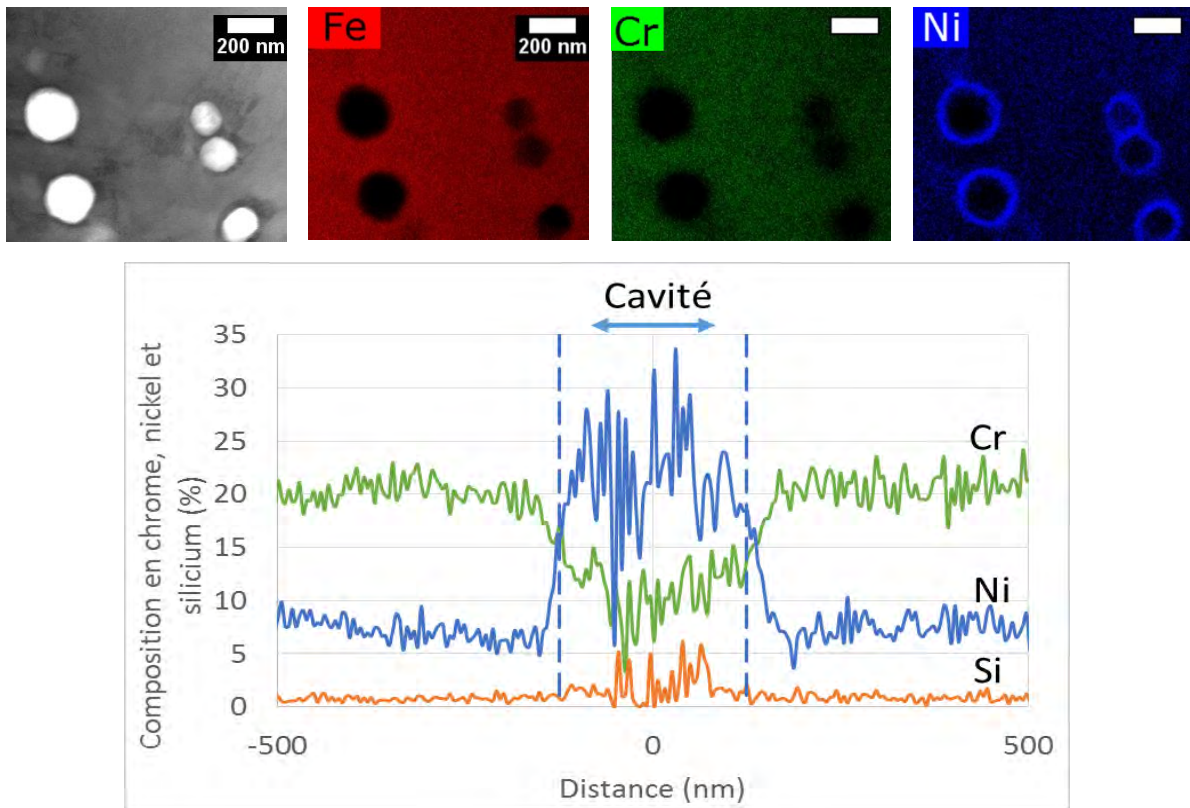 200 nm
Fe
200 nm
Cr
Ni
Cavité
Composition en chrome, nickel et
silicium (%)
35
30
25
20
15
10
5
0
Cr
Ni
Si
-500
0
500
Distance (nm)